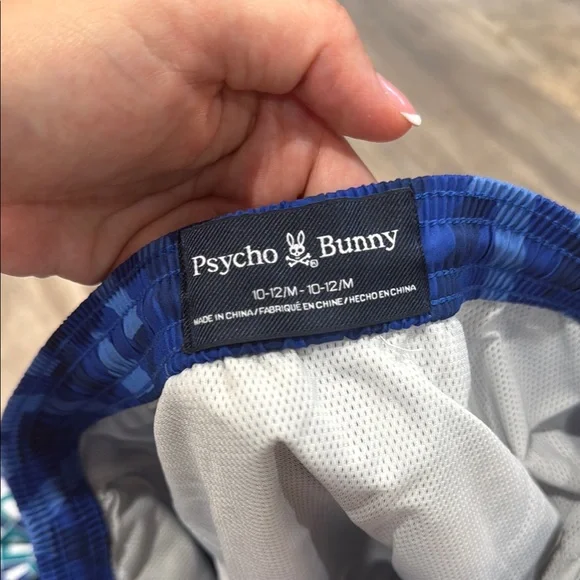 Psycho Bunny®
10-12/M - 10-12/M
MADE IN CHINA/FABRIQUÉ EN CHINE/HECHO EN CHINA